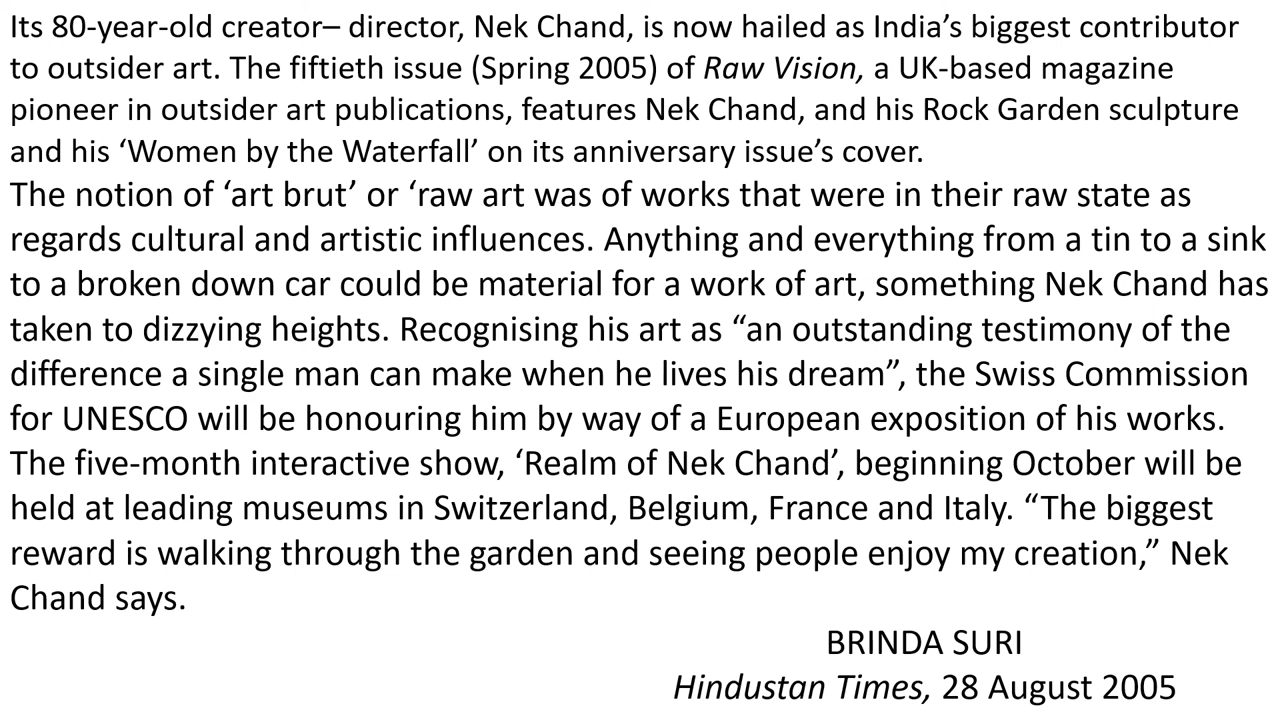 Its 80-year-old creator– director, Nek Chand, is now hailed as India’s biggest contributor
to outsider art. The fiftieth issue (Spring 2005) of Raw Vision, a UK-based magazine
pioneer in outsider art publications, features Nek Chand, and his Rock Garden sculpture
and his ‘Women by the Waterfall’ on its anniversary issue’s cover.
The notion of ‘art brut’ or ‘raw art was of works that were in their raw state as
regards cultural and artistic influences. Anything and everything from a tin to a sink
to a broken down car could be material for a work of art, something Nek Chand has
taken to dizzying heights. Recognising his art as “an outstanding testimony of the
difference a single man can make when he lives his dream”, the Swiss Commission
for UNESCO will be honouring him by way of a European exposition of his works.
The five-month interactive show, ‘Realm of Nek Chand’, beginning October will be
held at leading museums in Switzerland, Belgium, France and Italy. “The biggest
reward is walking through the garden and seeing people enjoy my creation,” Nek
Chand says.
BRINDA SURI
Hindustan Times, 28 August 2005